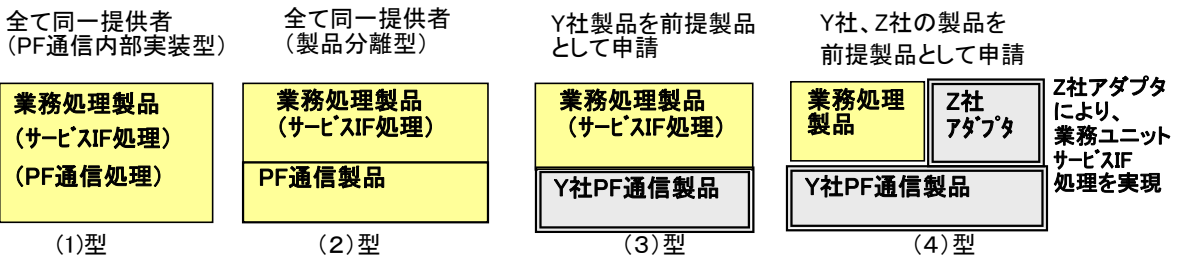 全て同一提供者
(PF通信内部実装型)
業務処理製品
(サービスIF処理)
(PF通信処理)
(1)型
全て同一提供者
(製品分離型)
業務処理製品
(サービスIF処理)
PF通信製品
(2)型
Y社製品を前提製品
として申請
業務処理製品
(サービスIF処理)
Y社PF通信製品
(3)型
Y社、Z社の製品を
前提製品として申請
業務処理
製品
Z社
アダプタ
Y社PF通信製品
(4)型
Z社アダプタ
により、
業務ユニット
サービスIF
処理を実現